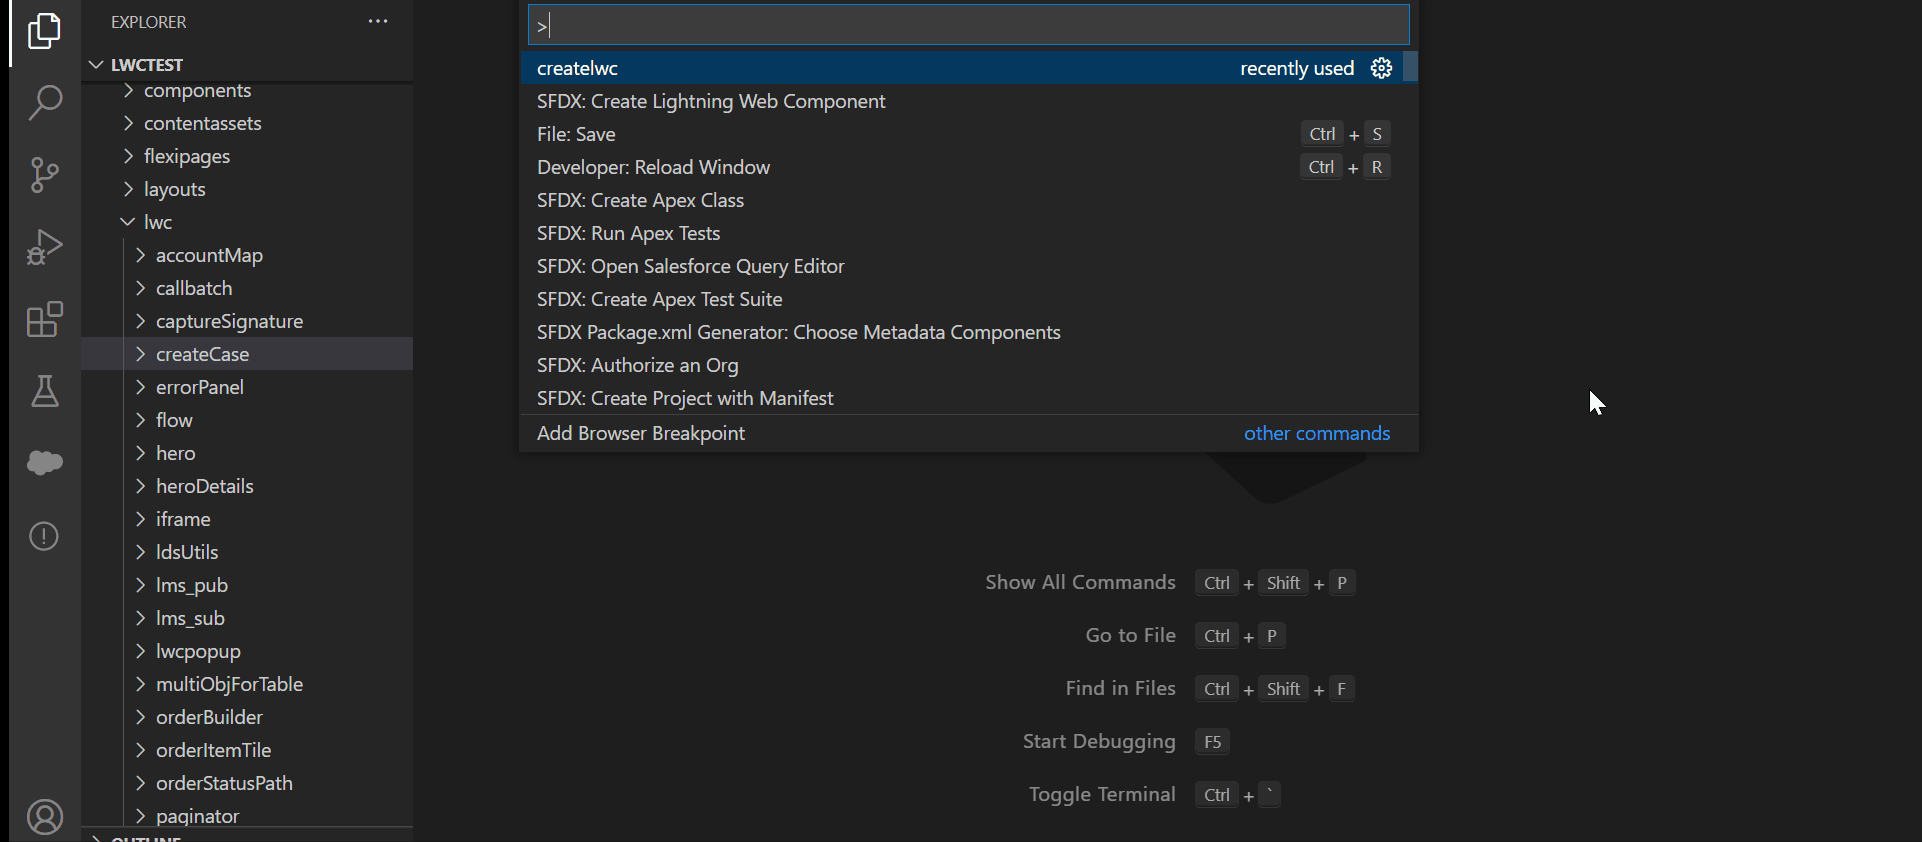 EXPLORER
LWCTEST
components
contentassets
flexipages
layouts
lwc
accountMap
callbatch
captureSignature
createCase
errorPanel
flow
hero
heroDetails
iframe
ldsUtils
lms_pub
lms_sub
lwcpopup
multiObjForTable
orderBuilder
orderItemTile
orderStatusPath
paginator
OUTLINE
>
createlwc recently used
SFDX: Create Lightning Web Component
File: Save Ctrl + S
Developer: Reload Window Ctrl + R
SFDX: Create Apex Class
SFDX: Run Apex Tests
SFDX: Open Salesforce Query Editor
SFDX: Create Apex Test Suite
SFDX Package.xml Generator: Choose Metadata Components
SFDX: Authorize an Org
SFDX: Create Project with Manifest
Add Browser Breakpoint other commands
Show All Commands Ctrl + Shift + P
Go to File Ctrl + P
Find in Files Ctrl + Shift + F
Start Debugging F5
Toggle Terminal Ctrl + `